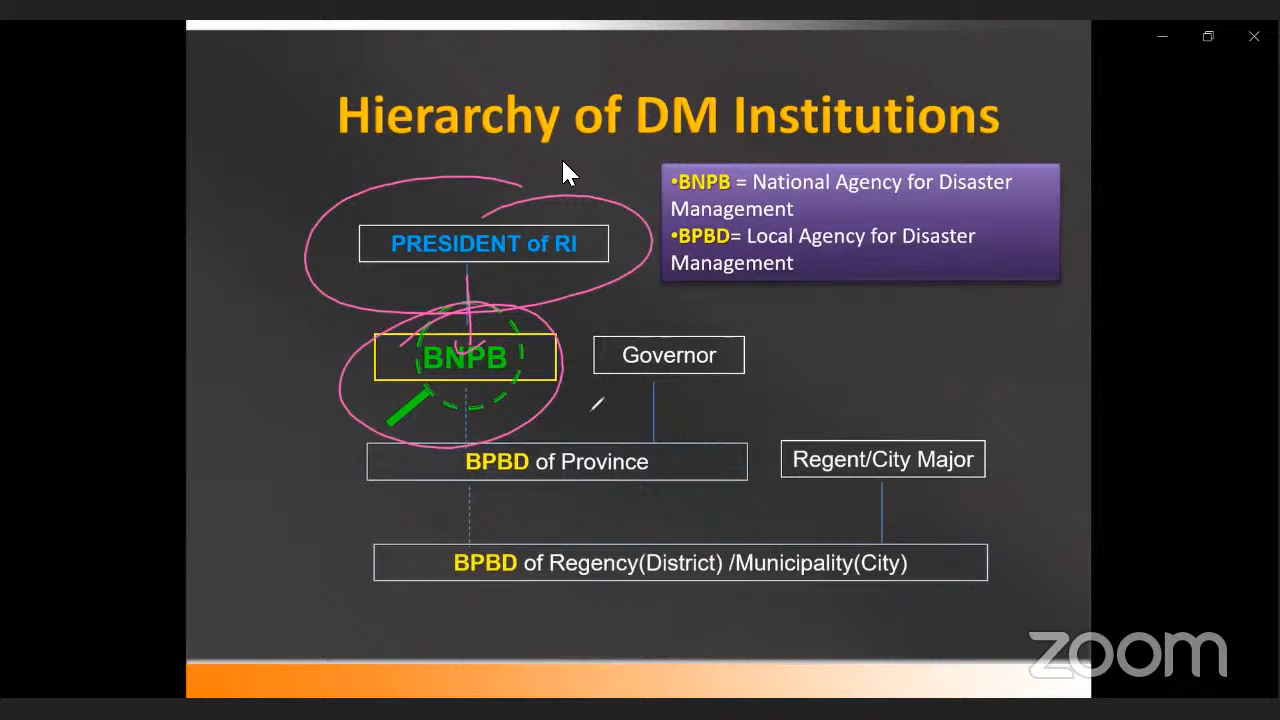 Hierarchy of DM Institutions
•BNPB = National Agency for Disaster
Management
•BPBD= Local Agency for Disaster
Management
PRESIDENT of RI
BNPB
Governor
BPBD of Province
Regent/City Major
BPBD of Regency(District) /Municipality(City)
zoom